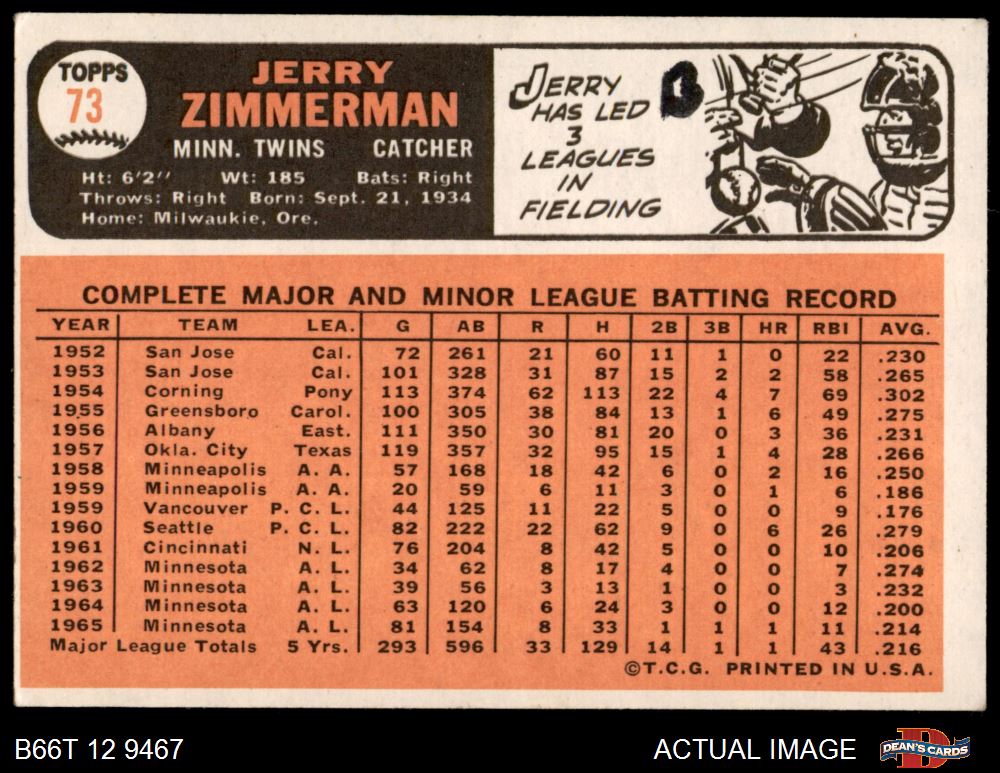 TOPPS
73
JERRY
ZIMMERMAN
MINN. TWINS CATCHER
Ht: 6'2" Wt: 185 Bats: Right
Throws: Right Born: Sept. 21, 1934
Home: Milwaukie, Ore.
JERRY B
HAS LED
3
LEAGUES
IN
FIELDING
COMPLETE MAJOR AND MINOR LEAGUE BATTING RECORD
YEAR TEAM LEA. G AB R H 2B 3B HR RBI AVG.
1952 San Jose Cal. 72 261 21 60 11 1 0 22 .230
1953 San Jose Cal. 101 328 31 87 15 2 2 58 .265
1954 Corning Pony 113 374 62 113 22 4 7 69 .302
1955 Greensboro Carol. 100 305 38 84 13 1 6 49 .275
1956 Albany East. 111 350 30 81 20 0 3 36 .231
1957 Okla. City Texas 119 357 32 95 15 1 4 28 .266
1958 Minneapolis A. A. 57 168 18 42 6 0 2 16 .250
1959 Minneapolis A. A. 20 59 6 11 3 0 1 6 .186
1959 Vancouver P. C. L. 44 125 11 22 5 0 0 9 .176
1960 Seattle P. C. L. 82 222 22 62 9 0 6 26 .279
1961 Cincinnati N. L. 76 204 8 42 5 0 0 10 .206
1962 Minnesota A. L. 34 62 8 17 4 0 0 7 .274
1963 Minnesota A. L. 39 56 3 13 1 0 0 3 .232
1964 Minnesota A. L. 63 120 6 24 3 0 0 12 .200
1965 Minnesota A. L. 81 154 8 33 1 1 1 11 .214
Major League Totals 5 Yrs. 293 596 33 129 14 1 1 43 .216
©T.C.G. PRINTED IN U.S.A.
B66T 12 9467 ACTUAL IMAGE DEAN'S CARDS